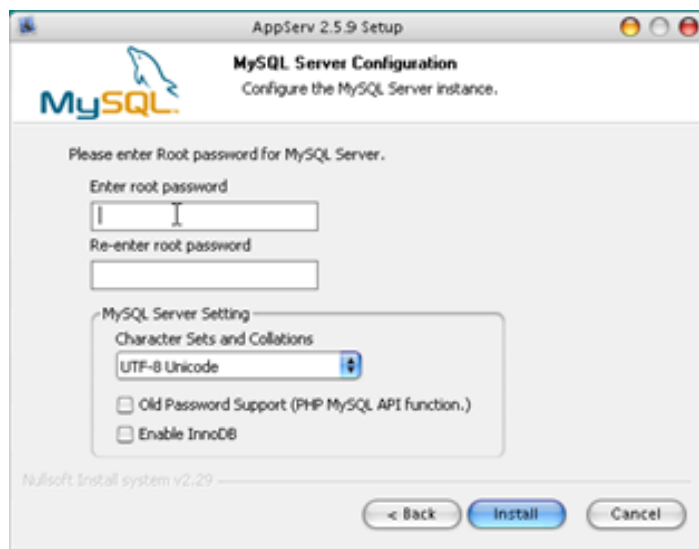 AppServ 2.5.9 Setup
MySQL Server Configuration
Configure the MySQL Server instance.
MySQL
Please enter Root password for MySQL Server.
Enter root password
Re-enter root password
MySQL Server Setting
Character Sets and Collations
UTF-8 Unicode
Old Password Support (PHP MySQL API function.)
Enable InnoDB
Nullsoft Install system v2.29
< Back Install Cancel